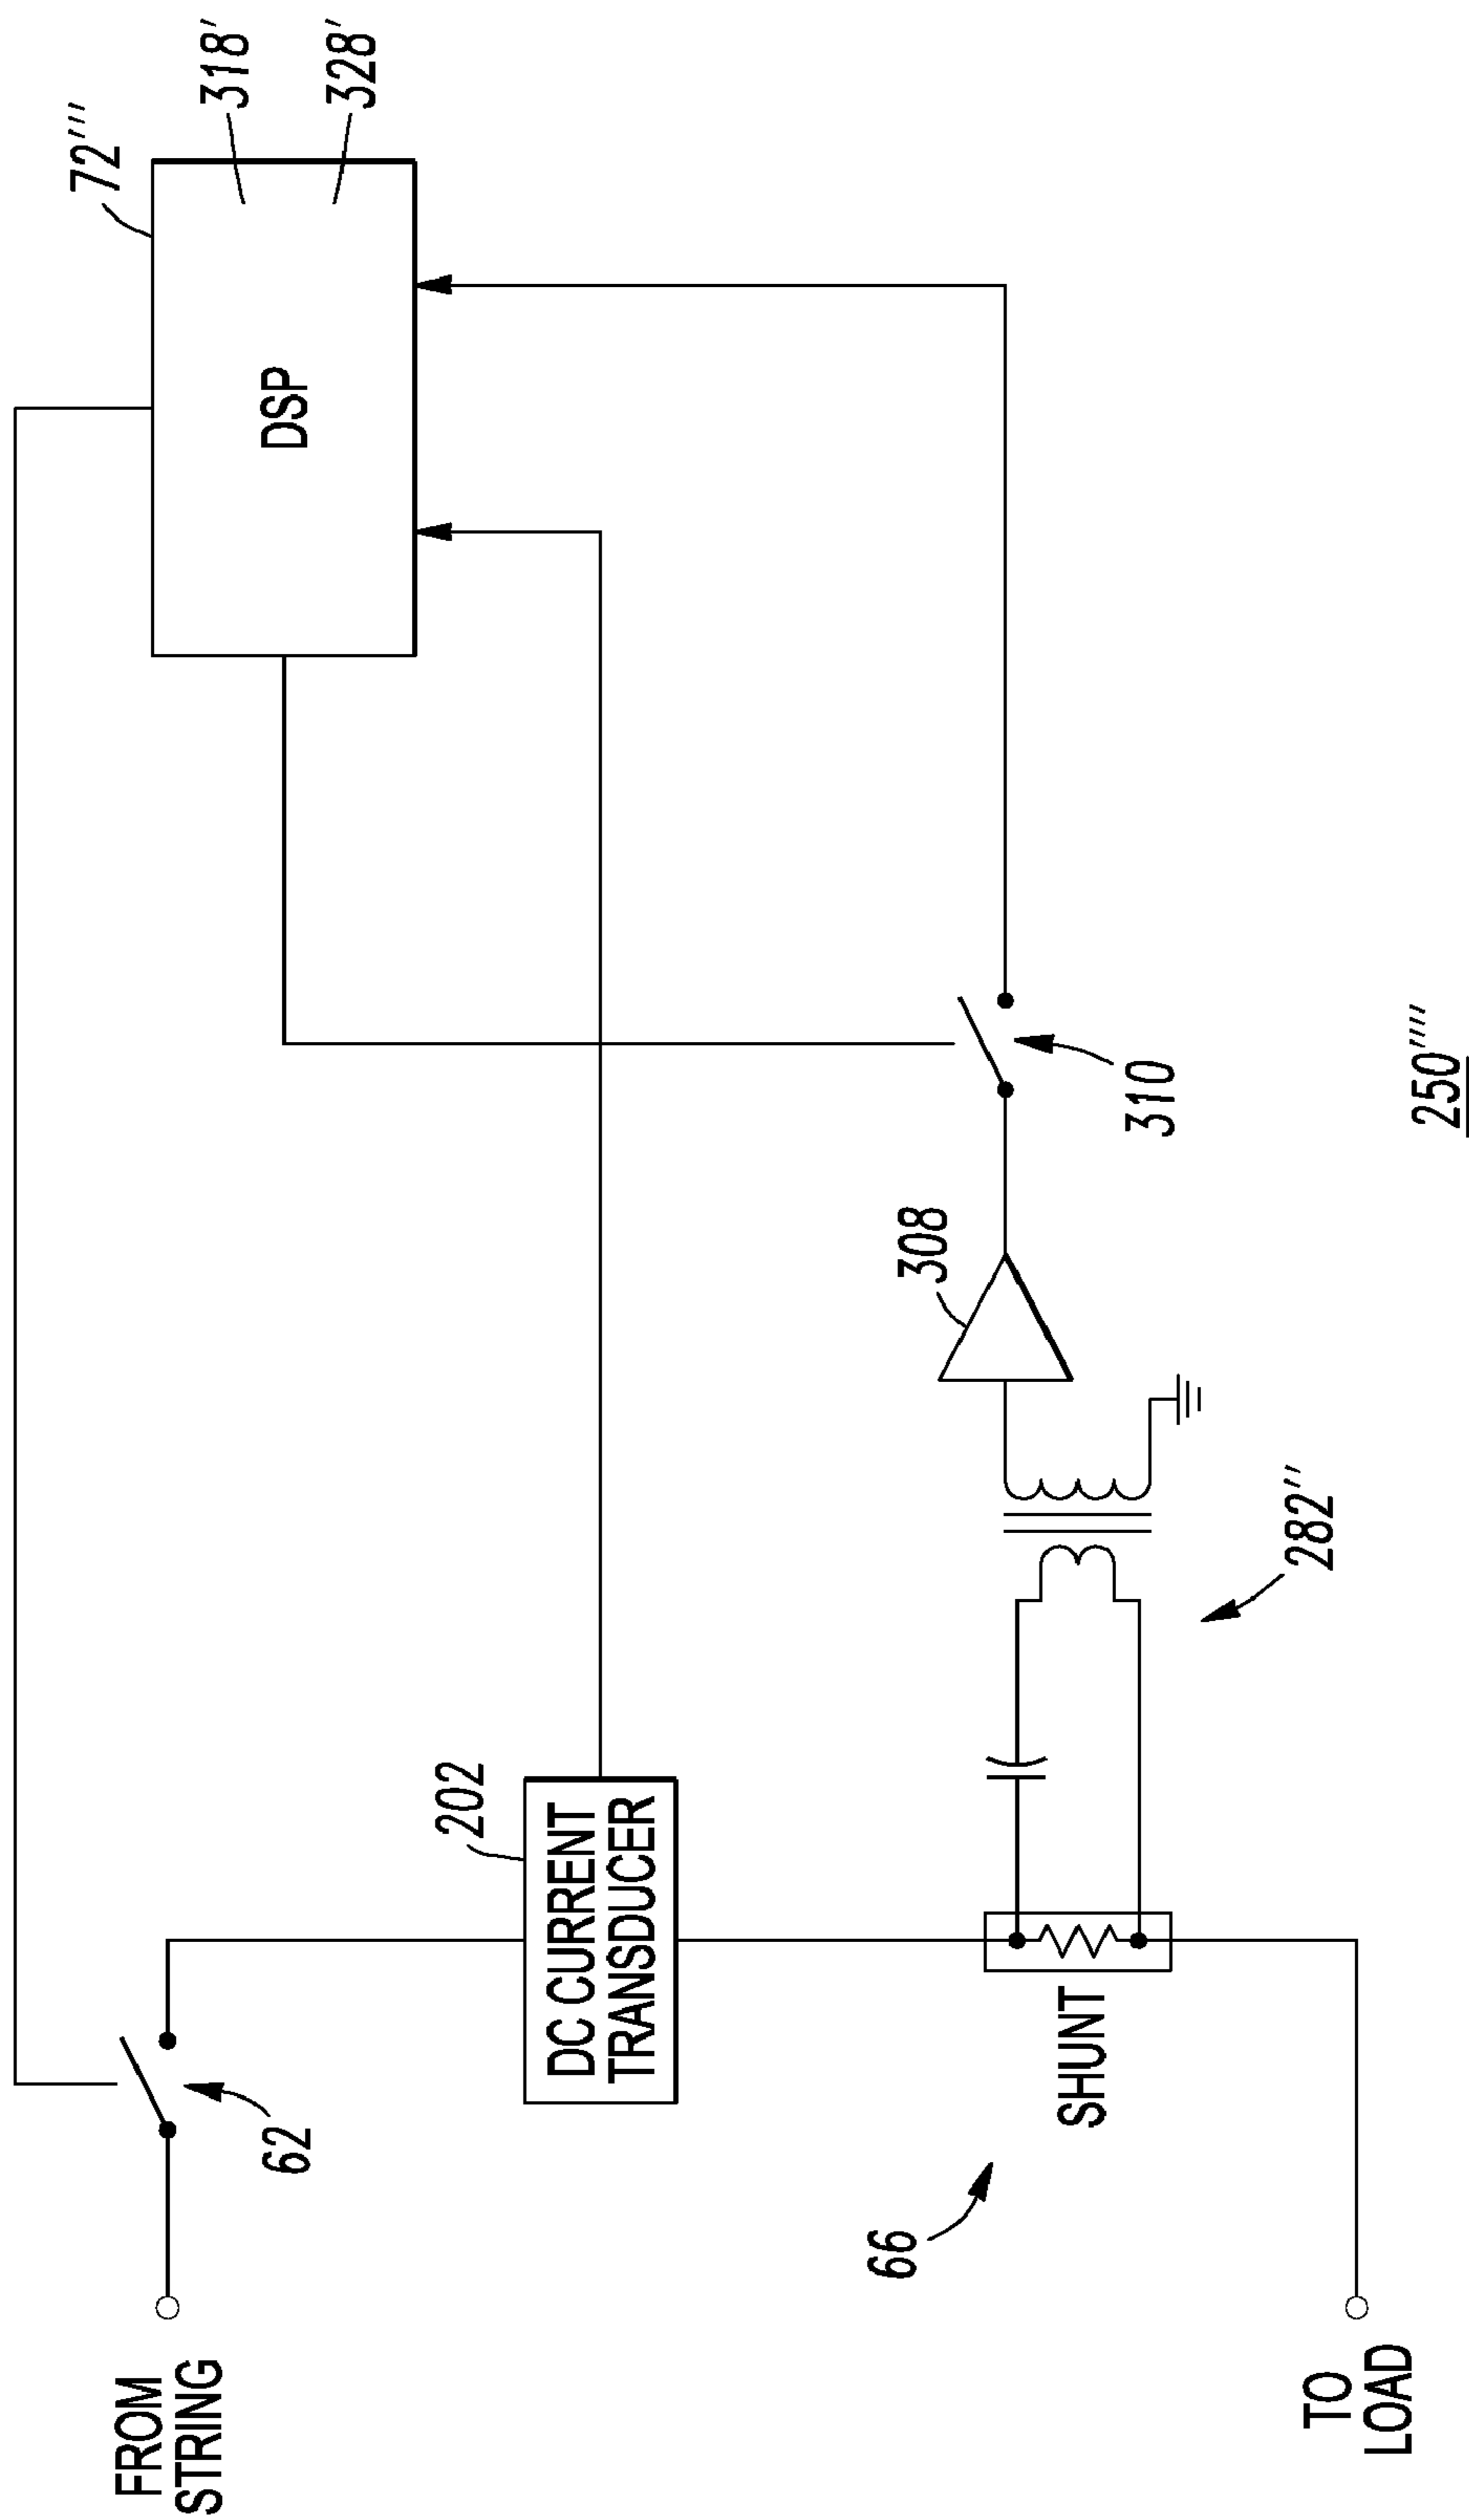 FROM
STRING
62
202
DC CURRENT
TRANSDUCER
72'''
318'
328'
DSP
66
SHUNT
282''
308
310
TO
LOAD
250''''